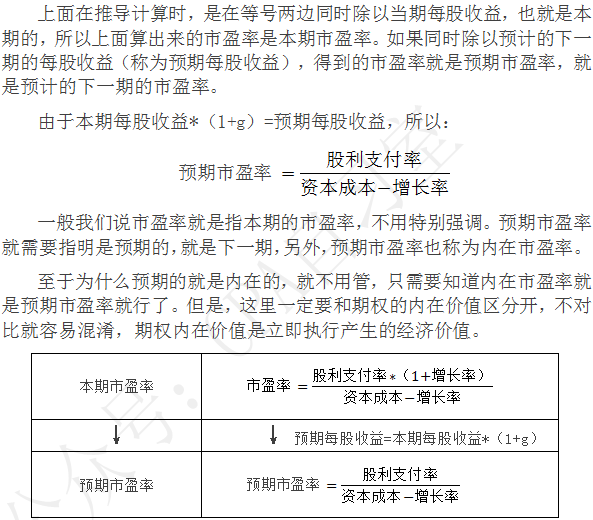 上面在推导计算时，是在等号两边同时除以当期每股收益，也就是本
期的，所以上面算出来的市盈率是本期市盈率。如果同时除以预计的下一
期的每股收益（称为预期每股收益），得到的市盈率就是预期市盈率，就
是预计的下一期的市盈率。
由于本期每股收益*（1+g）=预期每股收益，所以：
预期市盈率 = 股利支付率 / 资本成本－增长率
一般我们说市盈率就是指本期的市盈率，不用特别强调。预期市盈率
就需要指明是预期的，就是下一期，另外，预期市盈率也称为内在市盈率。
至于为什么预期的就是内在的，就不用管，只需要知道内在市盈率就
是预期市盈率就行了。但是，这里一定要和期权的内在价值区分开，不对
比就容易混淆，期权内在价值是立即执行产生的经济价值。
本期市盈率
市盈率 = 股利支付率*（1+增长率） / 资本成本－增长率
↓ ↓ 预期每股收益=本期每股收益*（1+g）
预期市盈率
预期市盈率 = 股利支付率 / 资本成本－增长率